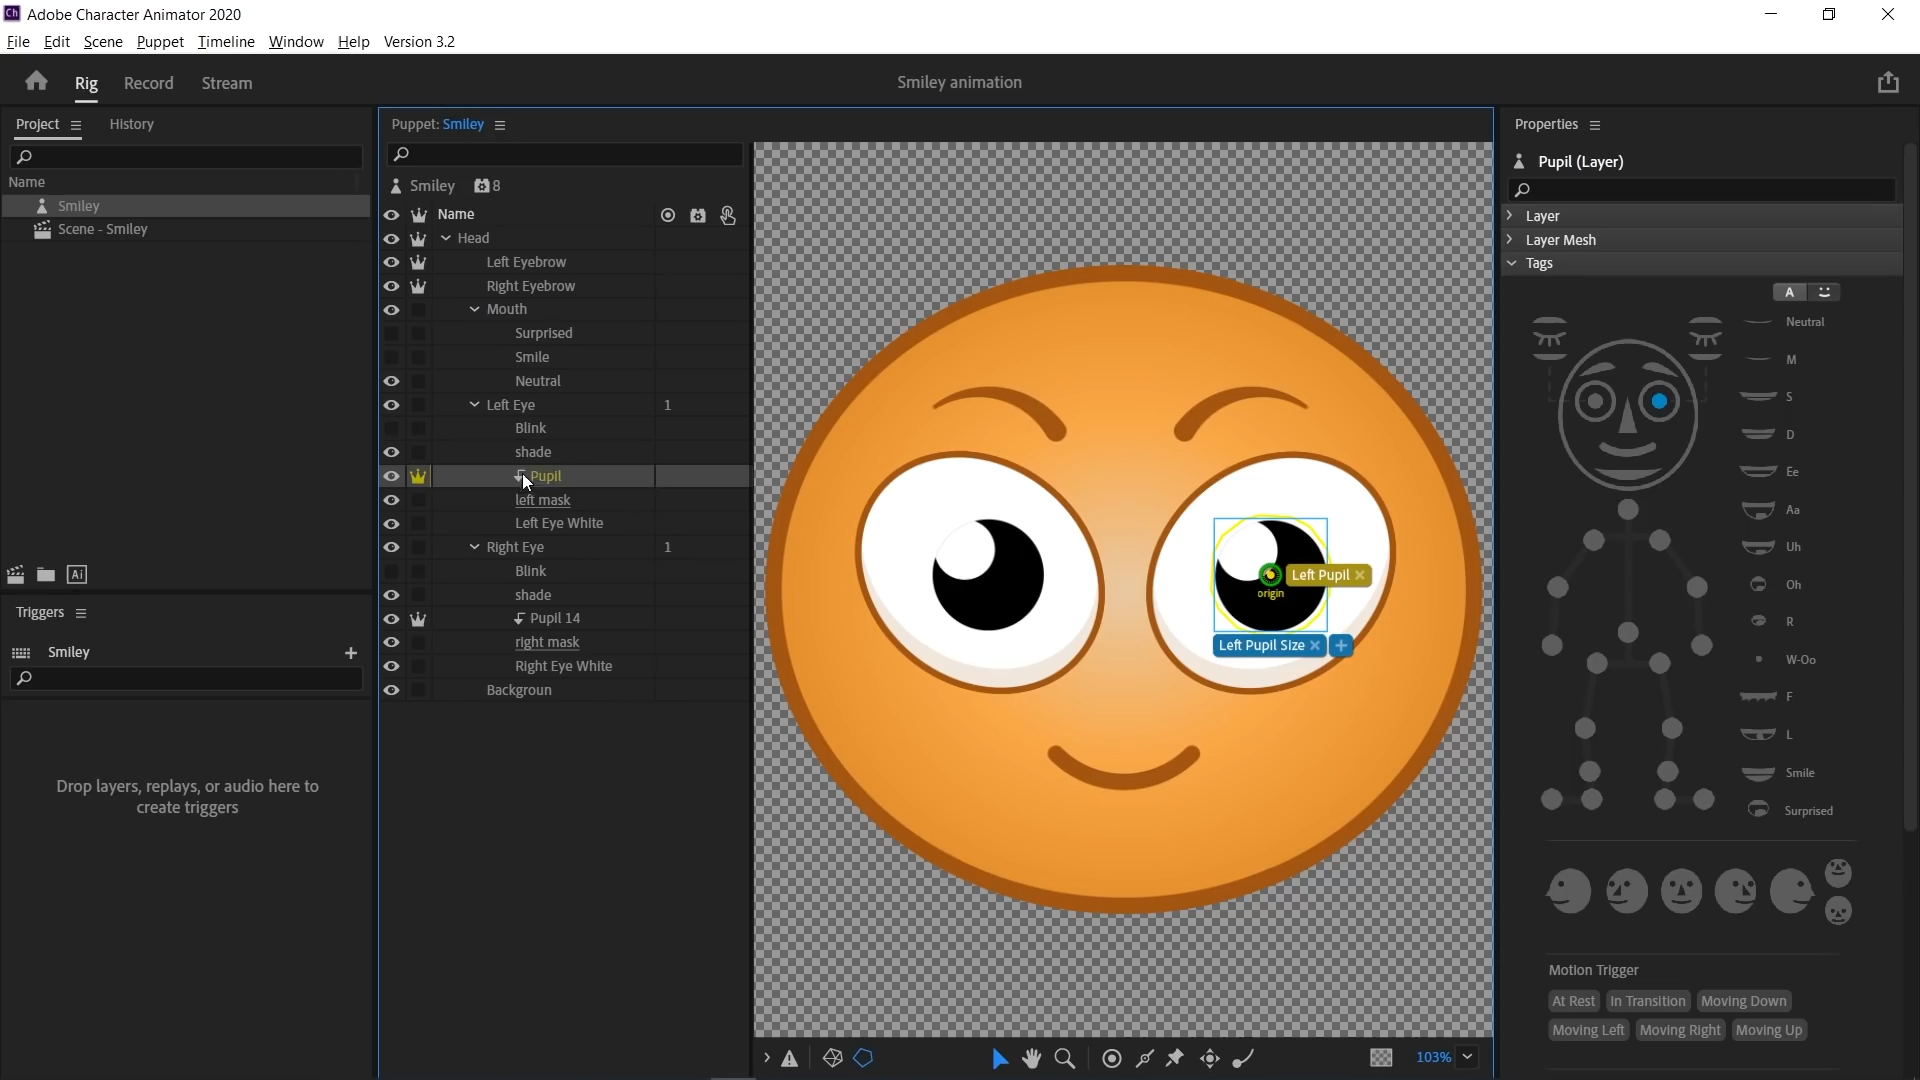 Ch Adobe Character Animator 2020
File Edit Scene Puppet Timeline Window Help Version 3.2
Rig Record Stream
Smiley animation
Project History
Name
Smiley
Scene - Smiley
Ai
Triggers
Smiley +
Drop layers, replays, or audio here to
create triggers
Puppet: Smiley
Smiley 8
Name
Head
Left Eyebrow
Right Eyebrow
Mouth
Surprised
Smile
Neutral
Left Eye 1
Blink
shade
Pupil
left mask
Left Eye White
Right Eye 1
Blink
shade
Pupil 14
right mask
Right Eye White
Backgroun
Left Pupil ×
origin
Left Pupil Size × +
103%
Properties
Pupil (Layer)
Layer
Layer Mesh
Tags
A
Neutral
M
S
D
Ee
Aa
Uh
Oh
R
W-Oo
F
L
Smile
Surprised
Motion Trigger
At Rest In Transition Moving Down
Moving Left Moving Right Moving Up